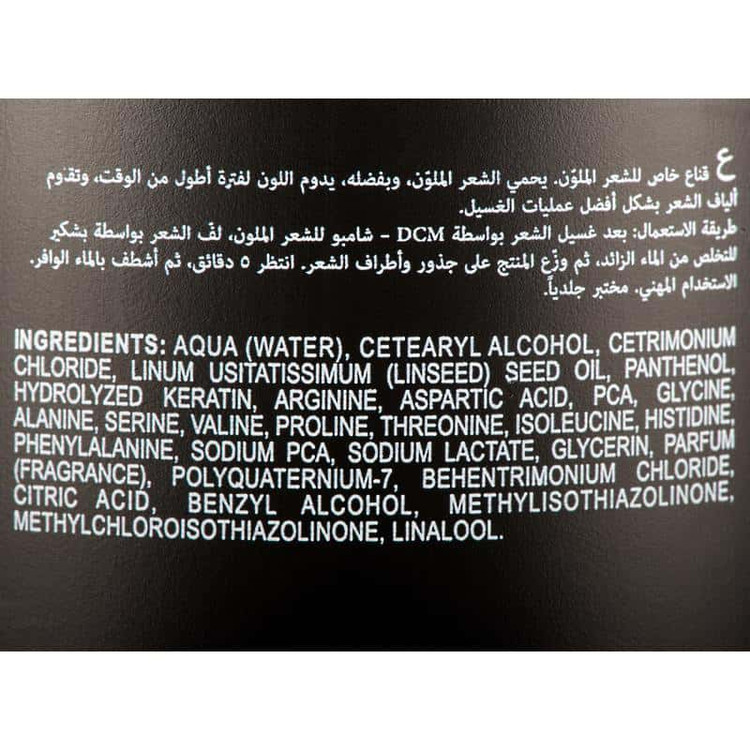 ع قناع خاص للشعر الملوّن. يحمي الشعر الملوّن، وبفضله، يدوم اللون لفترة أطول من الوقت، وتقاوم
ألياف الشعر بشكل أفضل عمليات الغسيل.
طريقة الاستعمال: بعد غسيل الشعر بواسطة DCM - شامبو للشعر الملون، لفّ الشعر بواسطة بشكير
للتخلص من الماء الزائد، ثم وزّع المنتج على جذور وأطراف الشعر. انتظر ٥ دقائق، ثم أشطف بالماء الوافر.
الاستخدام المهني. مختبر جلدياً.
INGREDIENTS: AQUA (WATER), CETEARYL ALCOHOL, CETRIMONIUM
CHLORIDE, LINUM USITATISSIMUM (LINSEED) SEED OIL, PANTHENOL,
HYDROLYZED KERATIN, ARGININE, ASPARTIC ACID, PCA, GLYCINE,
ALANINE, SERINE, VALINE, PROLINE, THREONINE, ISOLEUCINE, HISTIDINE,
PHENYLALANINE, SODIUM PCA, SODIUM LACTATE, GLYCERIN, PARFUM
(FRAGRANCE), POLYQUATERNIUM-7, BEHENTRIMONIUM CHLORIDE,
CITRIC ACID, BENZYL ALCOHOL, METHYLISOTHIAZOLINONE,
METHYLCHLOROISOTHIAZOLINONE, LINALOOL.